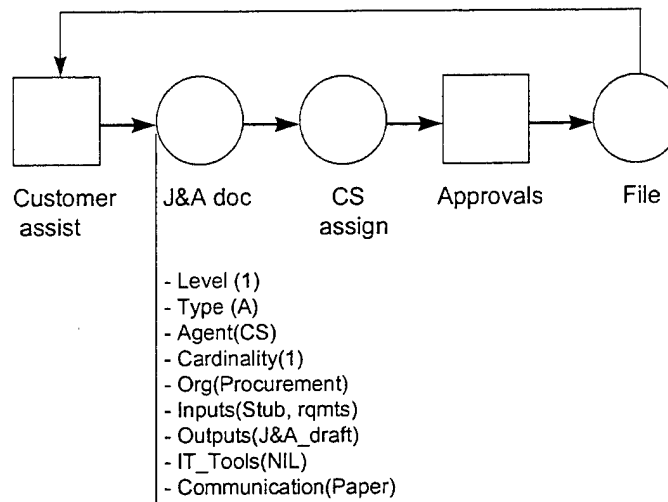 Customer assist
J&A doc
CS assign
Approvals
File
- Level (1)
- Type (A)
- Agent(CS)
- Cardinality(1)
- Org(Procurement)
- Inputs(Stub, rqmts)
- Outputs(J&A_draft)
- IT_Tools(NIL)
- Communication(Paper)